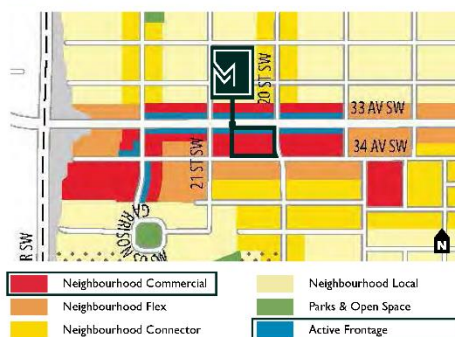 20 ST SW
33 AV SW
34 AV SW
21 ST SW
GARRISON
R SW
N
Neighbourhood Commercial
Neighbourhood Flex
Neighbourhood Connector
Neighbourhood Local
Parks & Open Space
Active Frontage